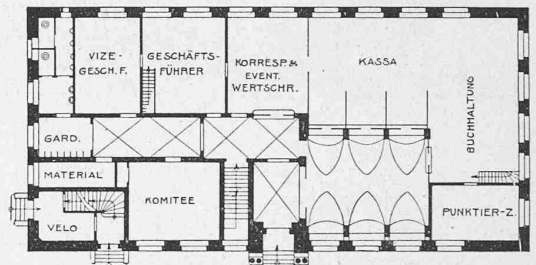 VIZE-
GESCH. F.
GESCHÄFTS-
FÜHRER
KORRESP. &
EVENT.
WERTSCHR.
KASSA
BUCHHALTUNG
GARD.
MATERIAL
KOMITEE
VELO
PUNKTIER-Z.